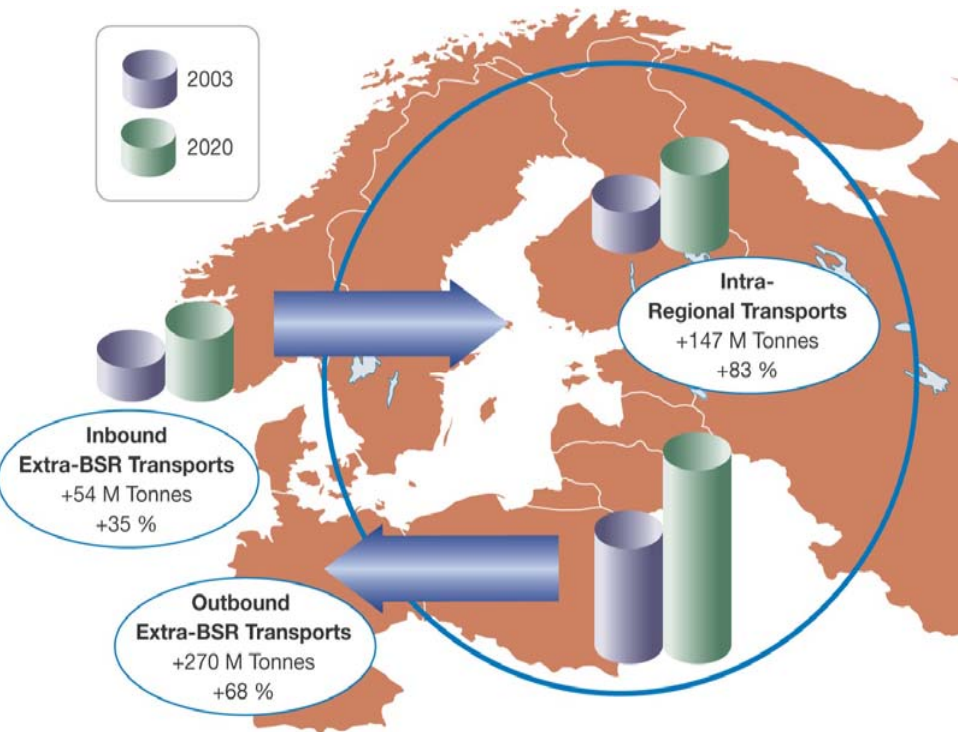 2003
2020
Intra-
Regional Transports
+147 M Tonnes
+83 %
Inbound
Extra-BSR Transports
+54 M Tonnes
+35 %
Outbound
Extra-BSR Transports
+270 M Tonnes
+68 %